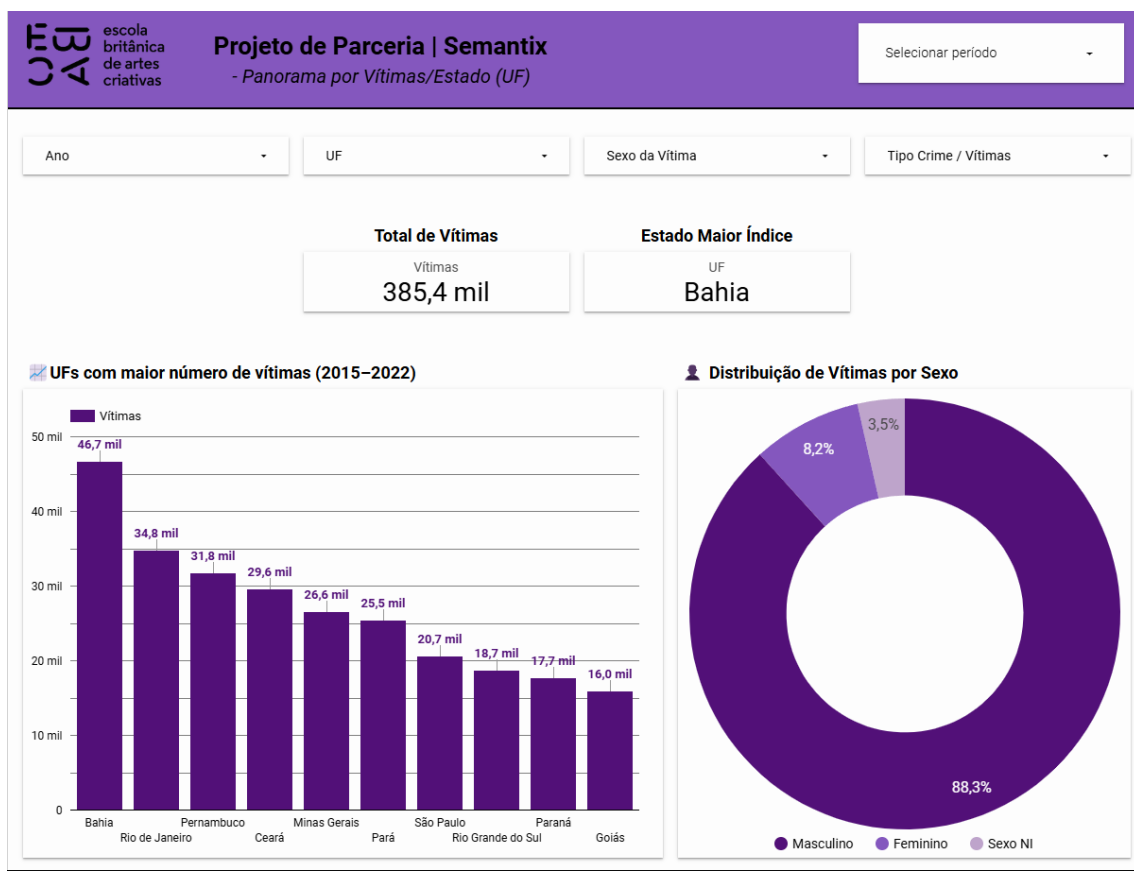 escola
britânica
de artes
criativas
Projeto de Parceria | Semantix
- Panorama por Vítimas/Estado (UF)
Selecionar período
Ano
UF
Sexo da Vítima
Tipo Crime / Vítimas
Total de Vítimas
Vítimas
385,4 mil
Estado Maior Índice
UF
Bahia
UFs com maior número de vítimas (2015–2022)
Vítimas
50 mil
40 mil
30 mil
20 mil
10 mil
0
46,7 mil
34,8 mil
31,8 mil
29,6 mil
26,6 mil
25,5 mil
20,7 mil
18,7 mil
17,7 mil
16,0 mil
Bahia
Rio de Janeiro
Pernambuco
Ceará
Minas Gerais
Pará
São Paulo
Rio Grande do Sul
Paraná
Goiás
Distribuição de Vítimas por Sexo
3,5%
8,2%
88,3%
Masculino
Feminino
Sexo NI